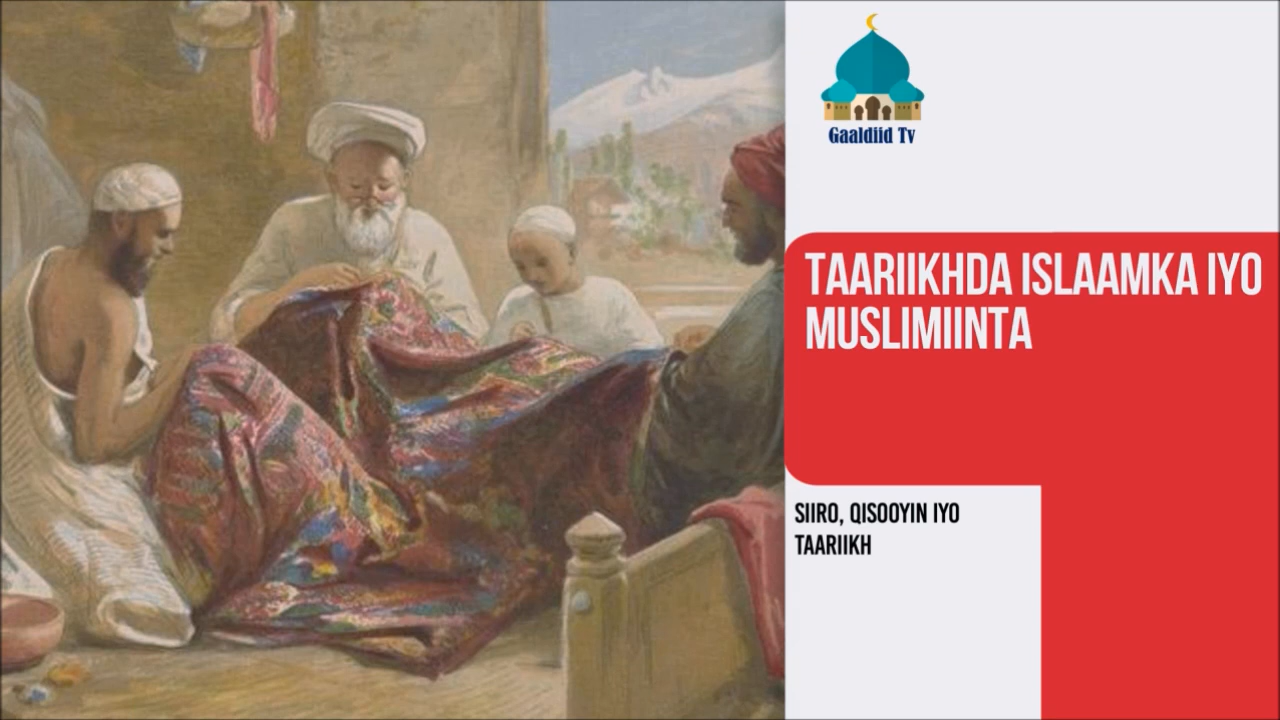 Gaaldiid Tv
TAARIIKHDA ISLAAMKA IYO
MUSLIMIINTA
SIIRO, QISOOYIN IYO
TAARIIKH